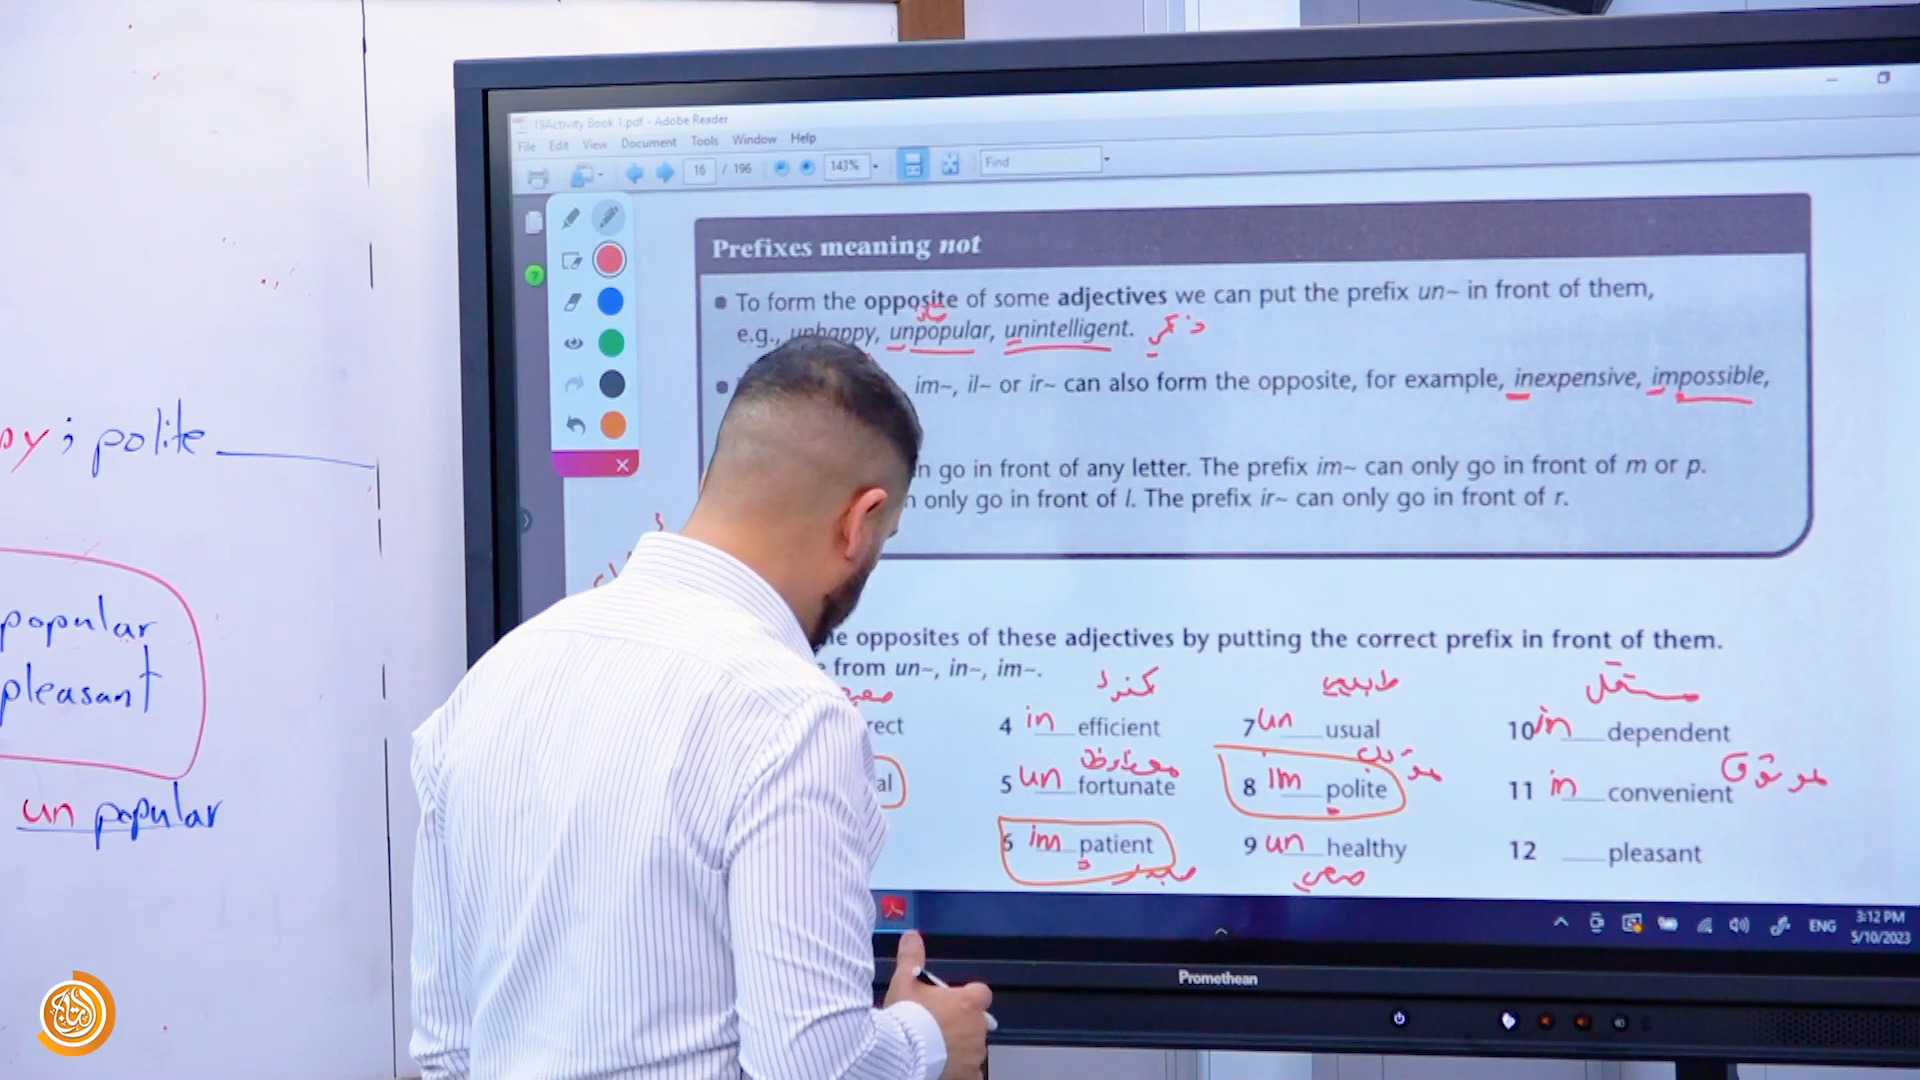 19Activity Book 1.pdf - Adobe Reader
File Edit View Document Tools Window Help
16 / 196 143% Find
Prefixes meaning not
To form the opposite of some adjectives we can put the prefix un~ in front of them,
e.g., unhappy, unpopular, unintelligent. ذكي
im~, il~ or ir~ can also form the opposite, for example, inexpensive, impossible,
go in front of any letter. The prefix im~ can only go in front of m or p.
only go in front of l. The prefix ir~ can only go in front of r.
opposites of these adjectives by putting the correct prefix in front of them.
from un~, in~, im~.
طبيعي مستقل
rect 4 in efficient 7 un usual 10 in dependent
al 5 un fortunate 8 im polite 11 in convenient
6 im patient 9 un healthy 12 ___ pleasant
صحي
py ; polite
popular
pleasant
un popular
ENG 3:12 PM
5/10/2023
Promethean